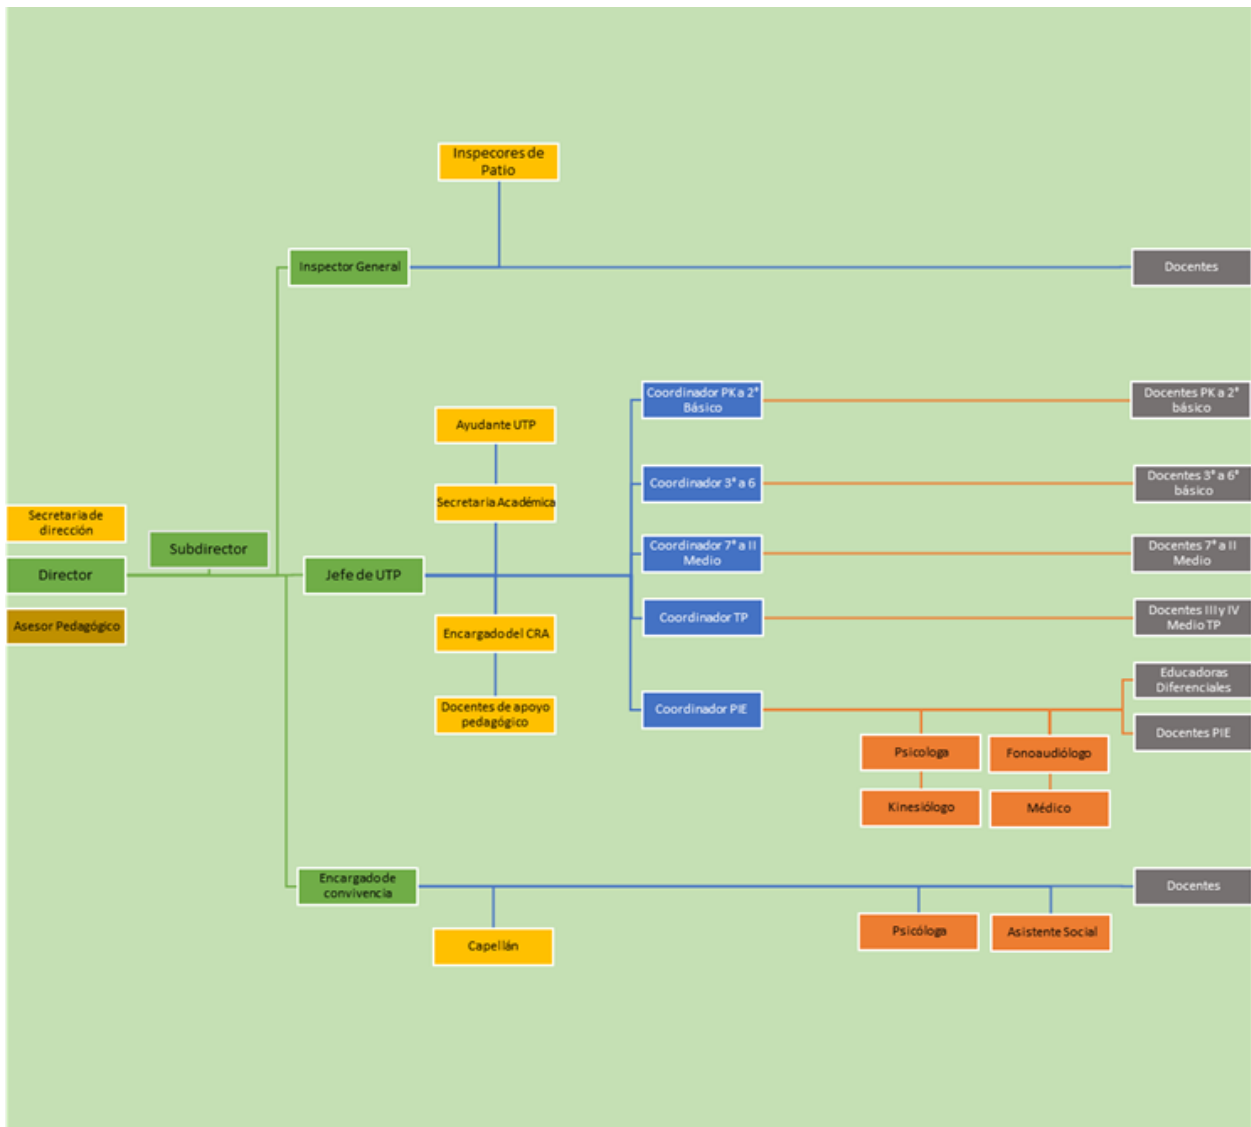 Inspecores de
Patio
Inspector General
Docentes
Coordinador PK a 2°
Básico
Docentes PK a 2°
básico
Ayudante UTP
Coordinador 3° a 6
Docentes 3° a 6°
básico
Secretaria Académica
Secretaria de
dirección
Subdirector
Coordinador 7° a II
Medio
Docentes 7° a II
Medio
Director
Jefe de UTP
Asesor Pedagógico
Encargado del CRA
Coordinador TP
Docentes III y IV
Medio TP
Docentes de apoyo
pedagógico
Coordinador PIE
Educadoras
Diferenciales
Docentes PIE
Psicologa
Fonoaudiólogo
Kinesiólogo
Médico
Encargado de
convivencia
Docentes
Capellán
Psicóloga
Asistente Social